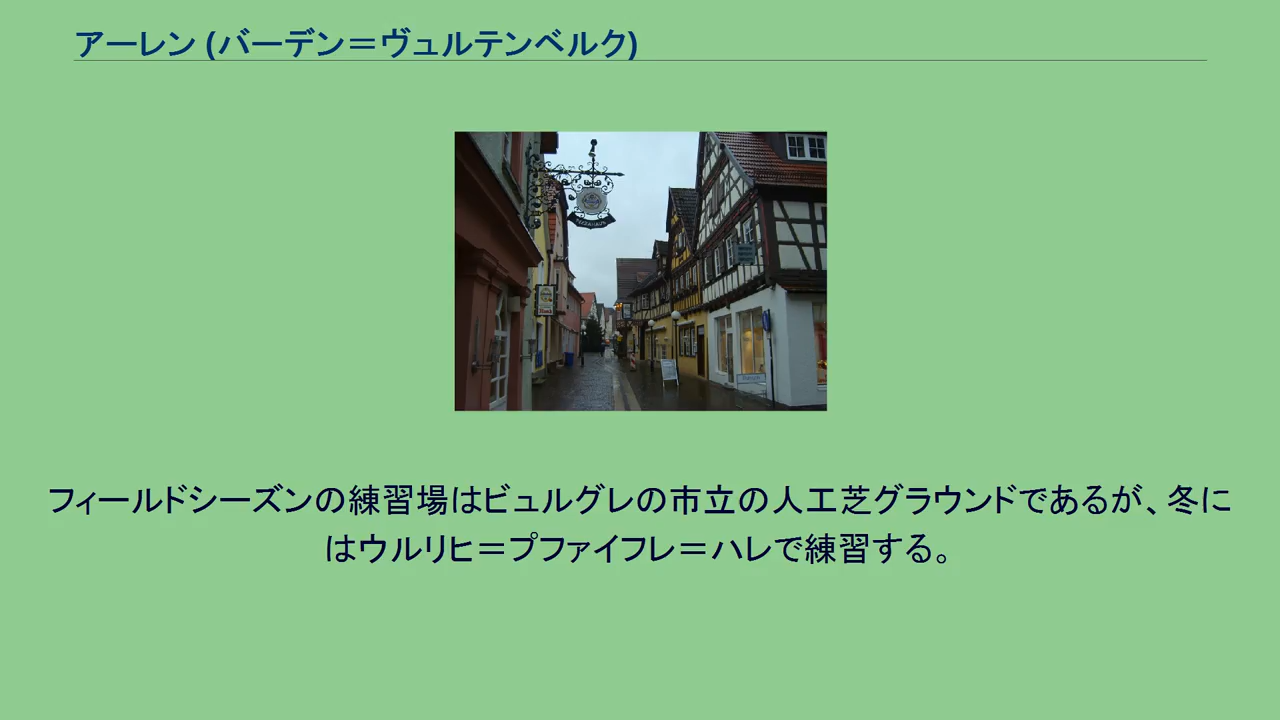 アーレン (バーデン＝ヴュルテンベルク)
フィールドシーズンの練習場はビュルグレの市立の人工芝グラウンドであるが、冬に
はウルリヒ＝プファイフレ＝ハレで練習する。